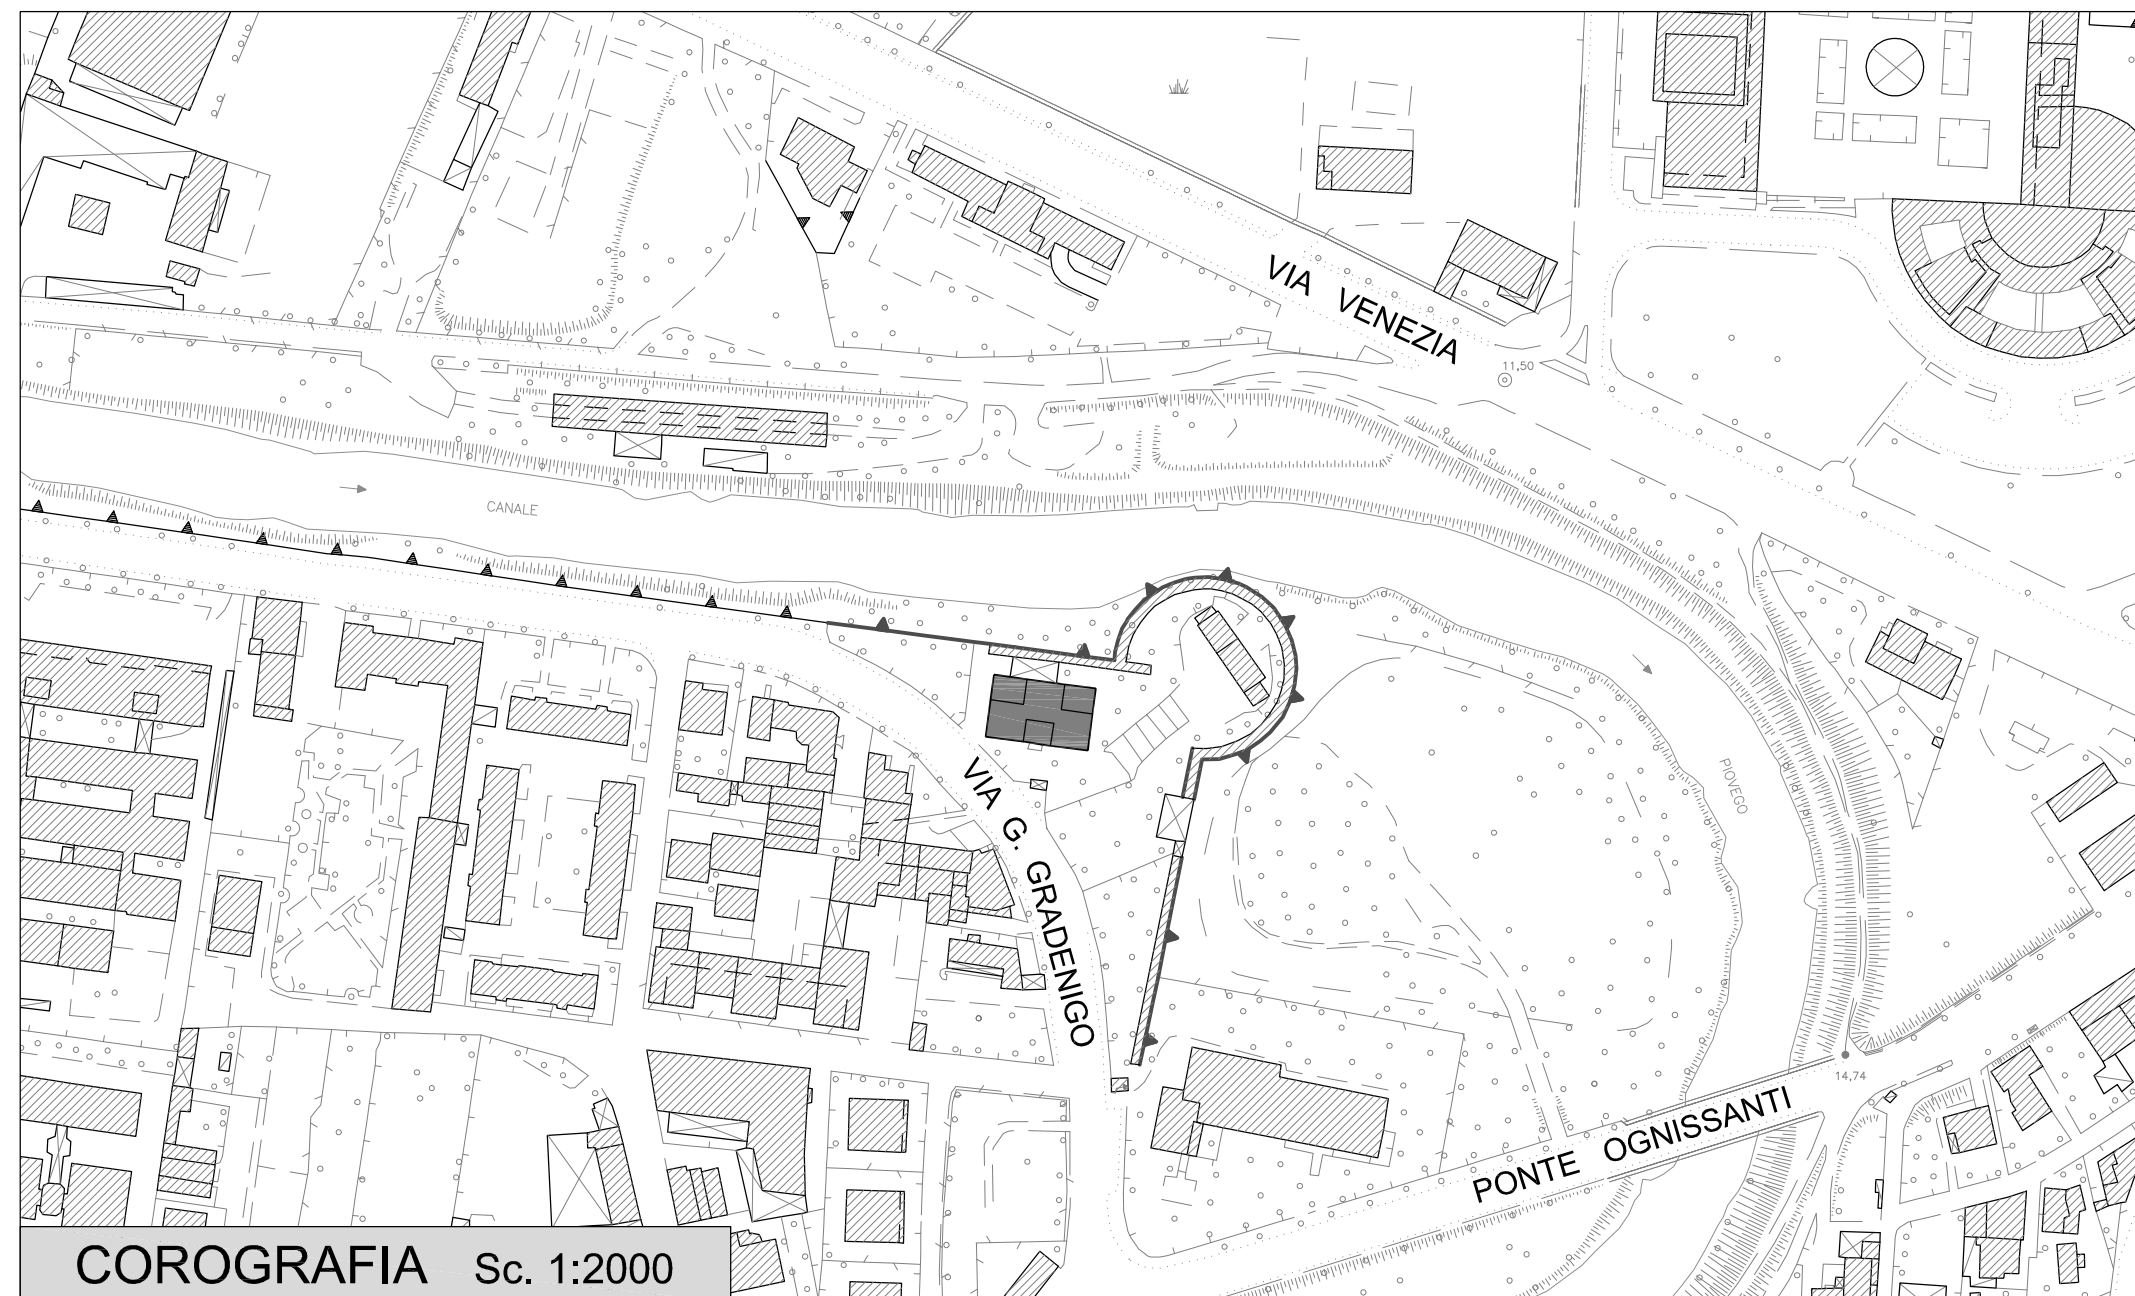 VIA VENEZIA
11,50
CANALE
PIOVEGO
VIA G. GRADENIGO
14,74
PONTE OGNISSANTI
COROGRAFIA Sc. 1:2000